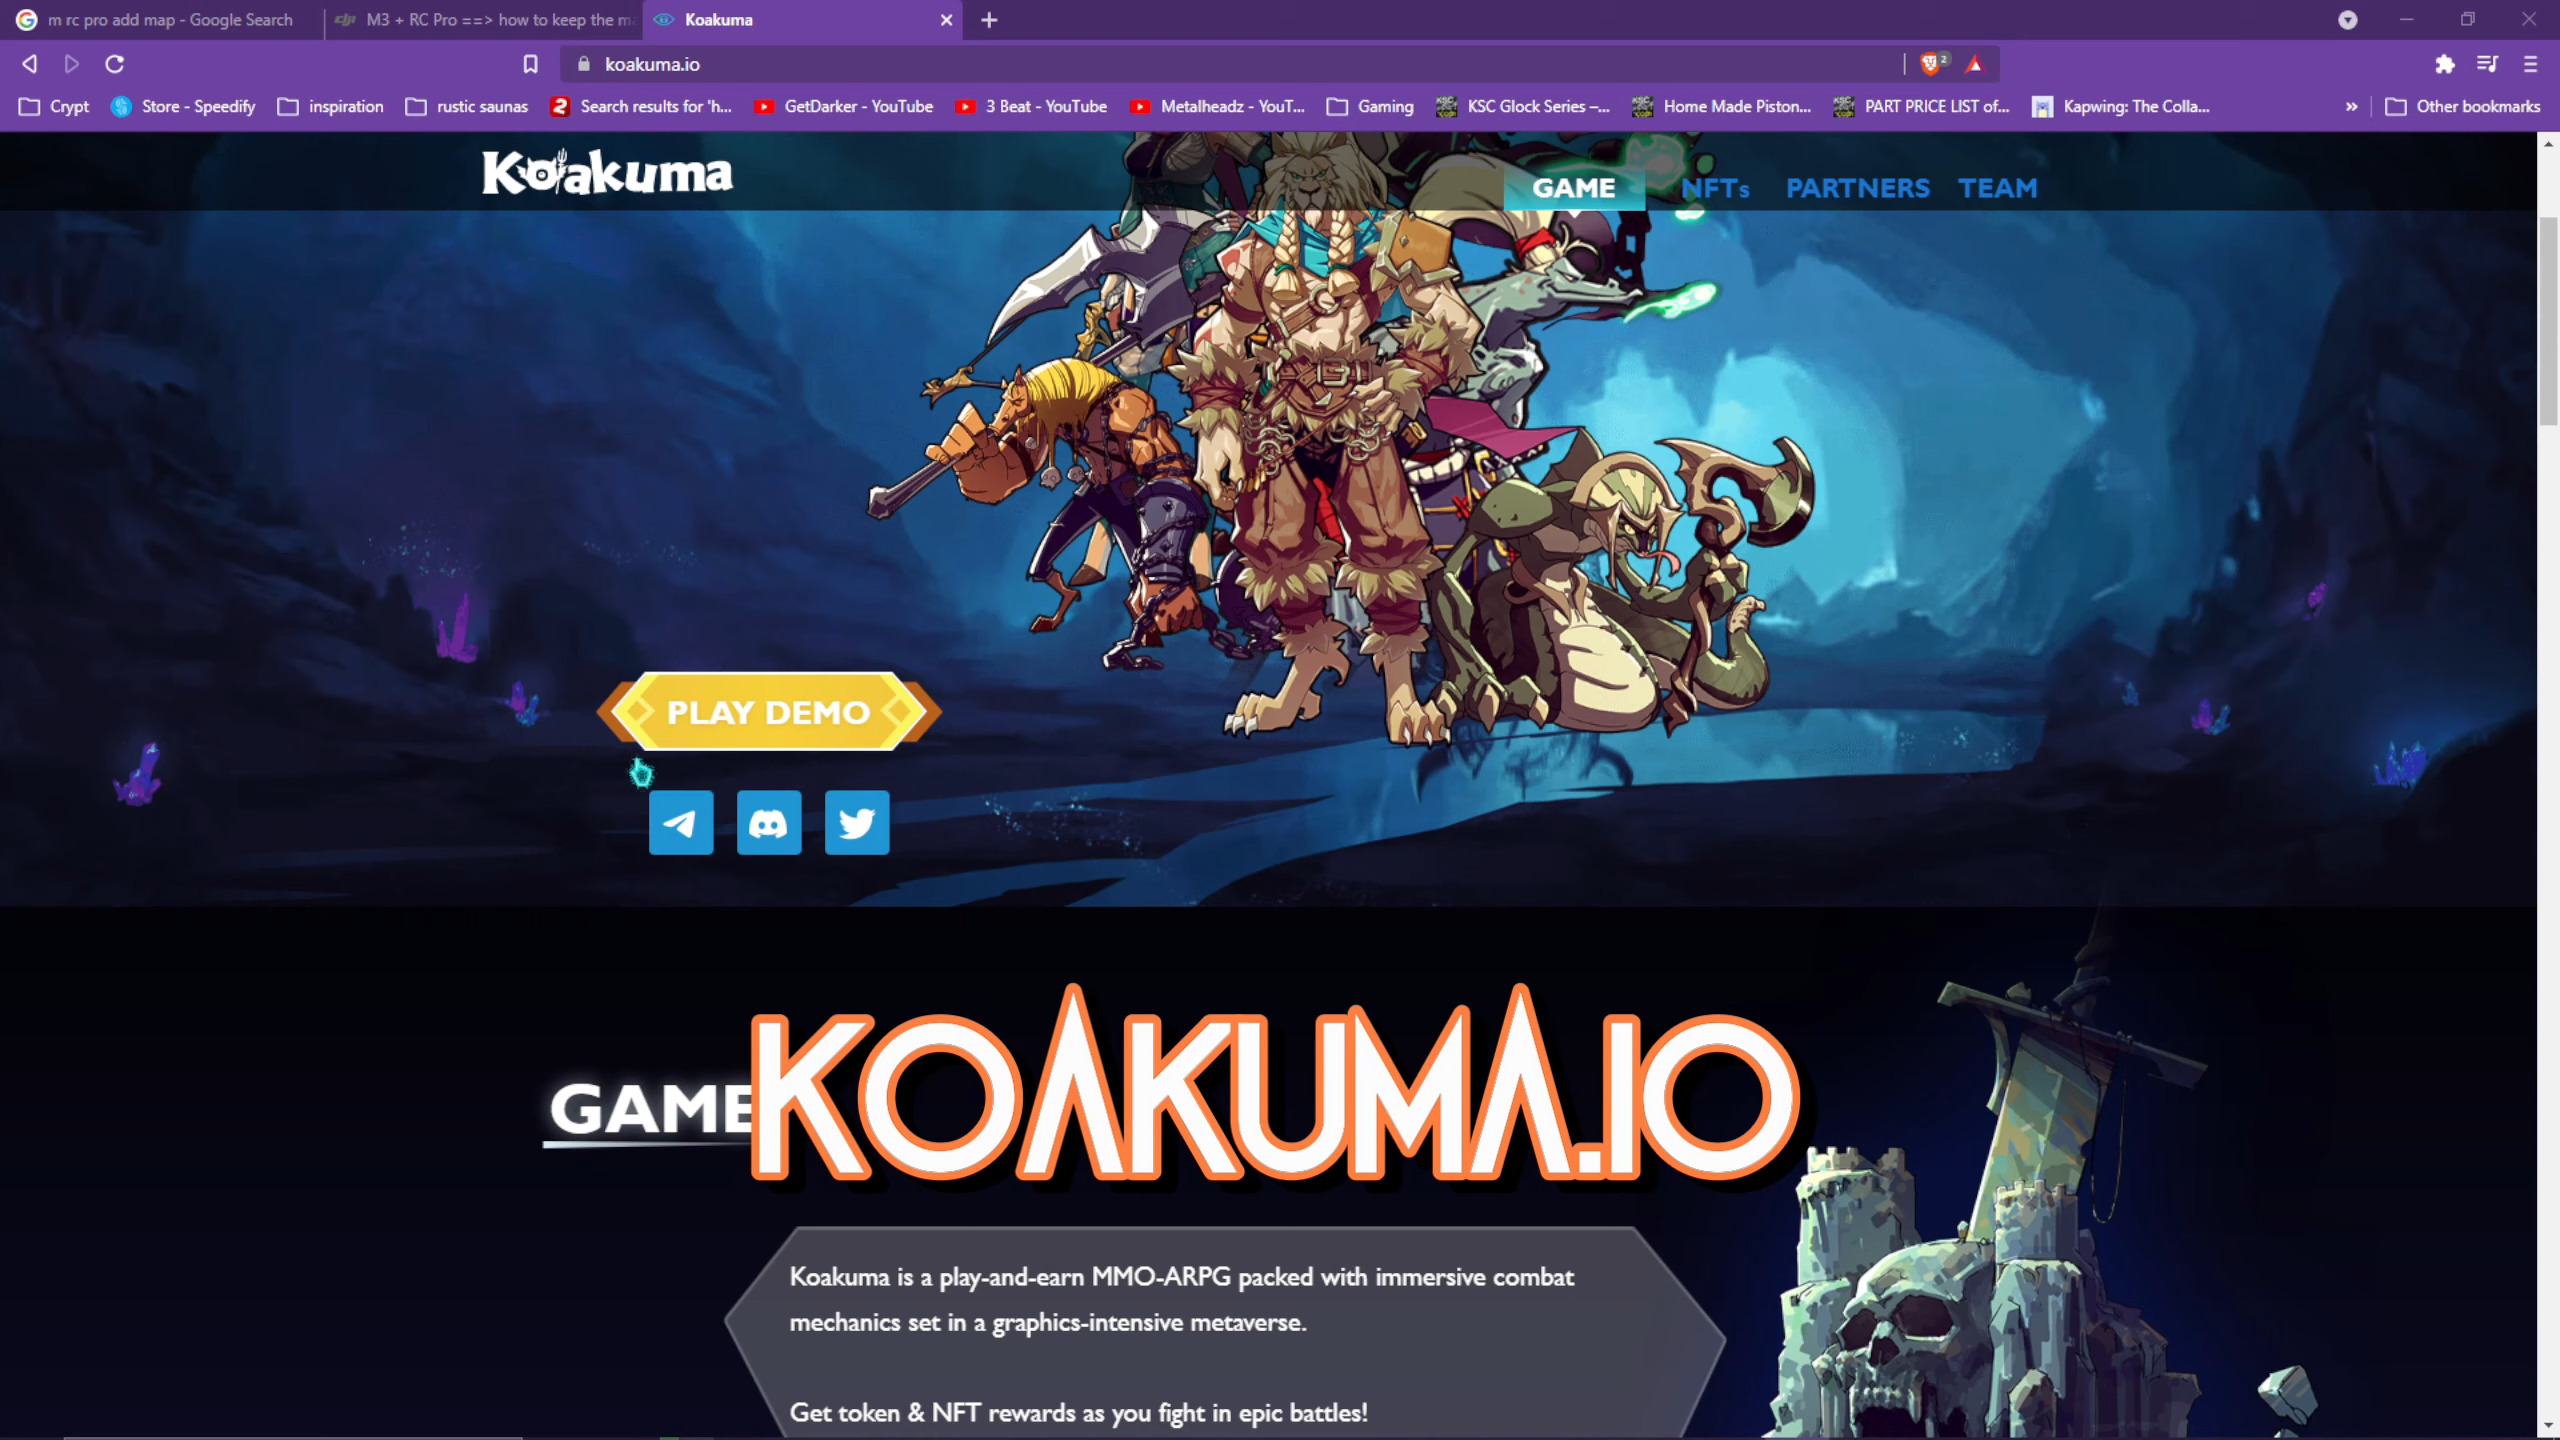 m rc pro add map - Google Search
M3 + RC Pro ==> how to keep the ma
Koakuma
koakuma.io
2
Crypt
Store - Speedify
inspiration
rustic saunas
Search results for 'h...
GetDarker - YouTube
3 Beat - YouTube
Metalheadz - YouT...
Gaming
KSC Glock Series –...
Home Made Piston...
PART PRICE LIST of...
Kapwing: The Colla...
Other bookmarks
Koakuma
GAME
NFTs
PARTNERS
TEAM
PLAY DEMO
GAME
KOAKUMA.IO
Koakuma is a play-and-earn MMO-ARPG packed with immersive combat
mechanics set in a graphics-intensive metaverse.
Get token & NFT rewards as you fight in epic battles!